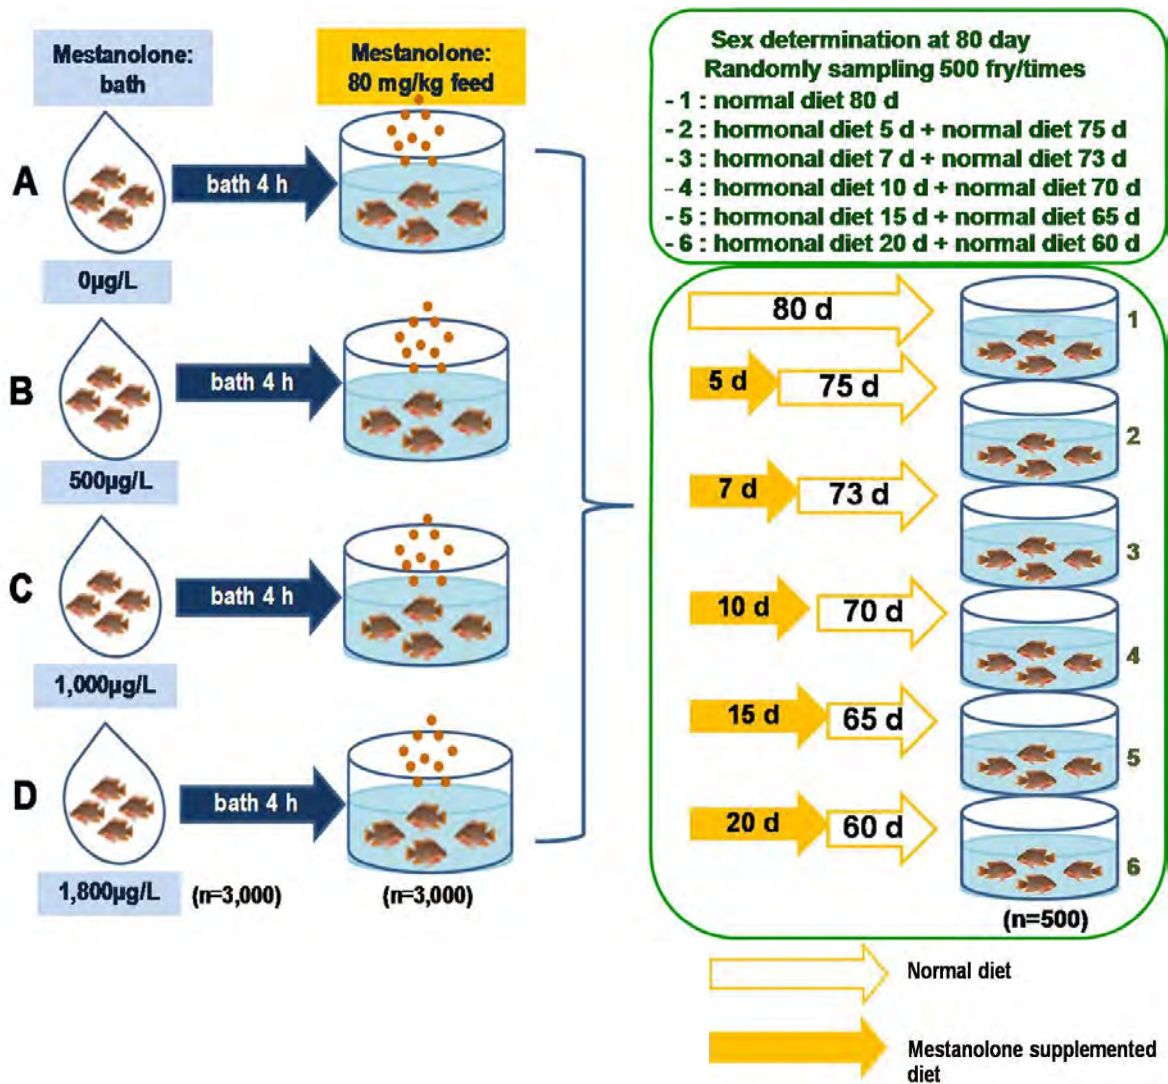 Mestanolone:
bath
Mestanolone:
80 mg/kg feed
A
bath 4 h
0µg/L
B
bath 4 h
500µg/L
C
bath 4 h
1,000µg/L
D
bath 4 h
1,800µg/L
(n=3,000)
(n=3,000)
Sex determination at 80 day
Randomly sampling 500 fry/times
- 1 : normal diet 80 d
- 2 : hormonal diet 5 d + normal diet 75 d
- 3 : hormonal diet 7 d + normal diet 73 d
- 4 : hormonal diet 10 d + normal diet 70 d
- 5 : hormonal diet 15 d + normal diet 65 d
- 6 : hormonal diet 20 d + normal diet 60 d
80 d
1
5 d
75 d
2
7 d
73 d
3
10 d
70 d
4
15 d
65 d
5
20 d
60 d
6
(n=500)
Normal diet
Mestanolone supplemented
diet